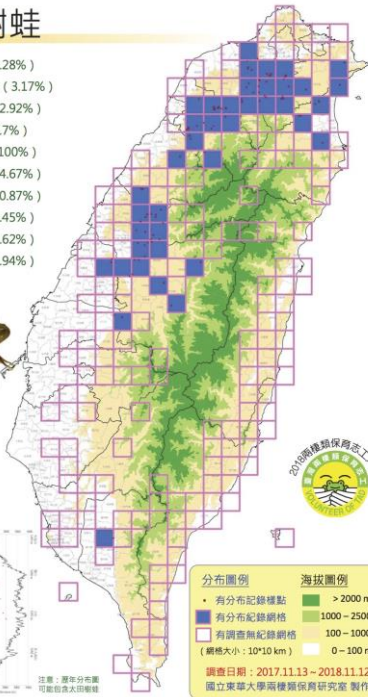 樹蛙
.28%)
(3.17%)
2.92%)
.7%)
100%)
4.67%)
0.87%)
.45%)
.62%)
.94%)
2018兩棲類保育志工
VOLUNTEER OF TAD
注意:歷年分布圖
可能包含太田樹蛙
分布圖例
有分布記錄樣點
有分布紀錄網格
有調查無紀錄網格
(網格大小:10*10 km)
海拔圖例
> 2000 m
1000 – 2500
100 – 1000
0 – 100 m
調查日期:2017.11.13 ~ 2018.11.12
國立東華大學兩棲類保育研究室 製作